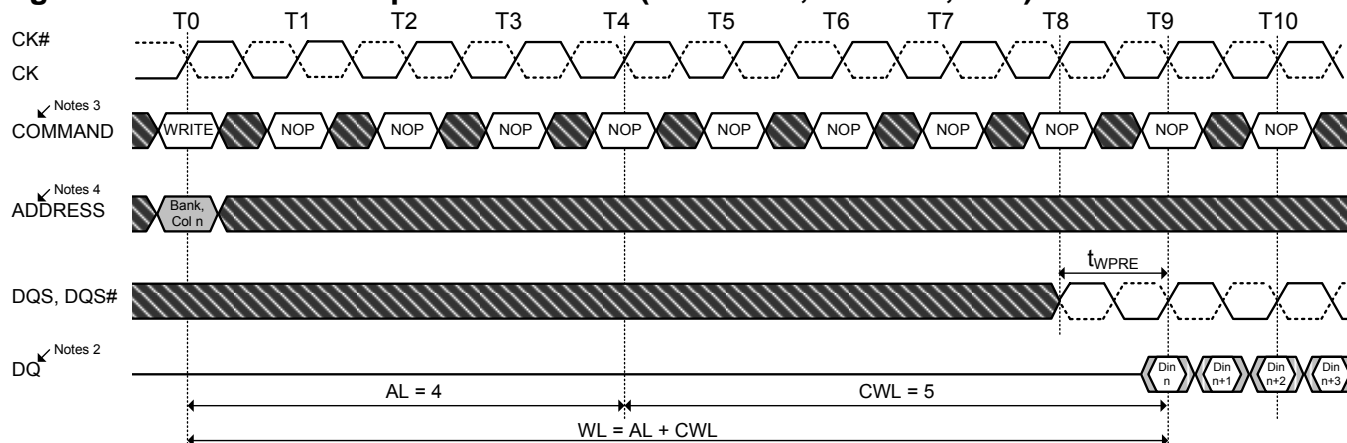 T0 T1 T2 T3 T4 T5 T6 T7 T8 T9 T10
CK#
CK
Notes 3
COMMAND WRITE NOP NOP NOP NOP NOP NOP NOP NOP NOP NOP
Notes 4
ADDRESS Bank,
Col n
tWPRE
DQS, DQS#
Notes 2
DQ Din Din Din Din
n n+1 n+2 n+3
AL = 4 CWL = 5
WL = AL + CWL